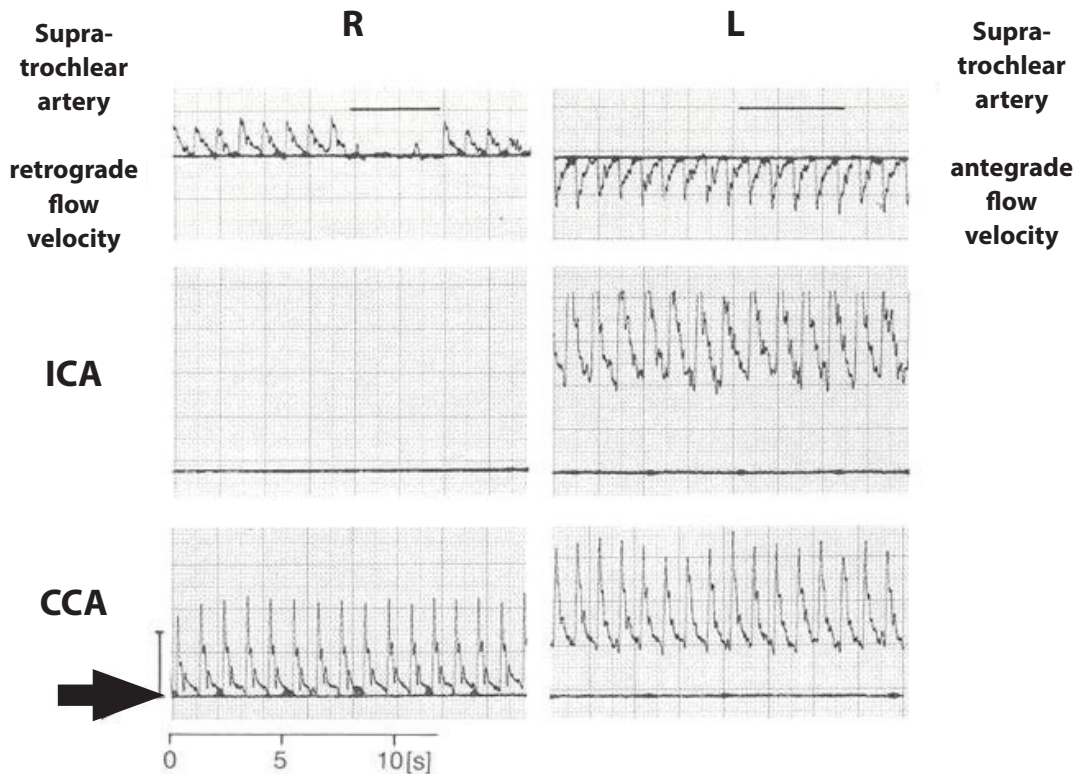 R
L
Supra-
trochlear
artery
retrograde
flow
velocity
Supra-
trochlear
artery
antegrade
flow
velocity
ICA
CCA
0 5 10[s]